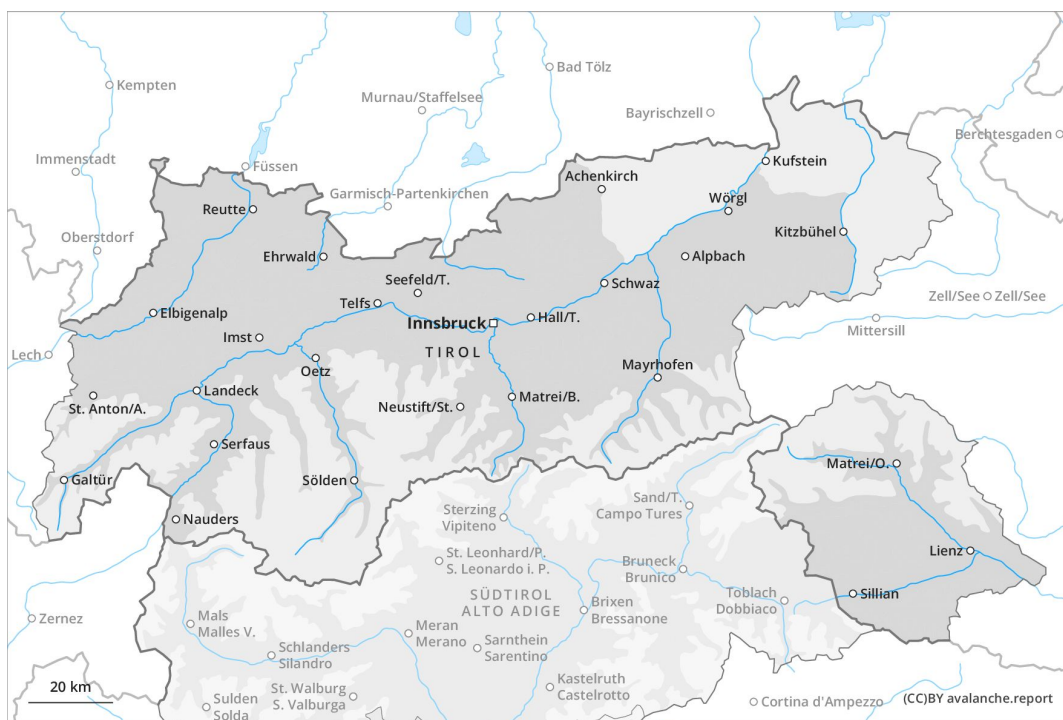 Kempten
Bad Tölz
Murnau/Staffelsee
Bayrischzell
Berchtesgaden
Immenstadt
Füssen
Kufstein
Achenkirch
Garmisch-Partenkirchen
Reutte
Wörgl
Oberstdorf
Kitzbühel
Ehrwald
Alpbach
Seefeld/T.
Schwaz
Zell/See
Zell/See
Telfs
Elbigenalp
Innsbruck
Hall/T.
Mittersill
Imst
TIROL
Lech
Oetz
Mayrhofen
Landeck
St. Anton/A.
Neustift/St.
Matrei/B.
Serfaus
Matrei/O.
Galtür
Sölden
Sand/T.
Campo Tures
Sterzing
Vipiteno
Nauders
Lienz
St. Leonhard/P.
S. Leonardo i. P.
Bruneck
Brunico
SÜDTIROL
ALTO ADIGE
Sillian
Toblach
Dobbiaco
Brixen
Bressanone
Zernez
Mals
Malles V.
Meran
Merano
Sarnthein
Sarentino
Schlanders
Silandro
Kastelruth
Castelrotto
20 km
St. Walburg
S. Valburga
Sulden
Solda
Cortina d'Ampezzo
(CC)BY avalanche.report